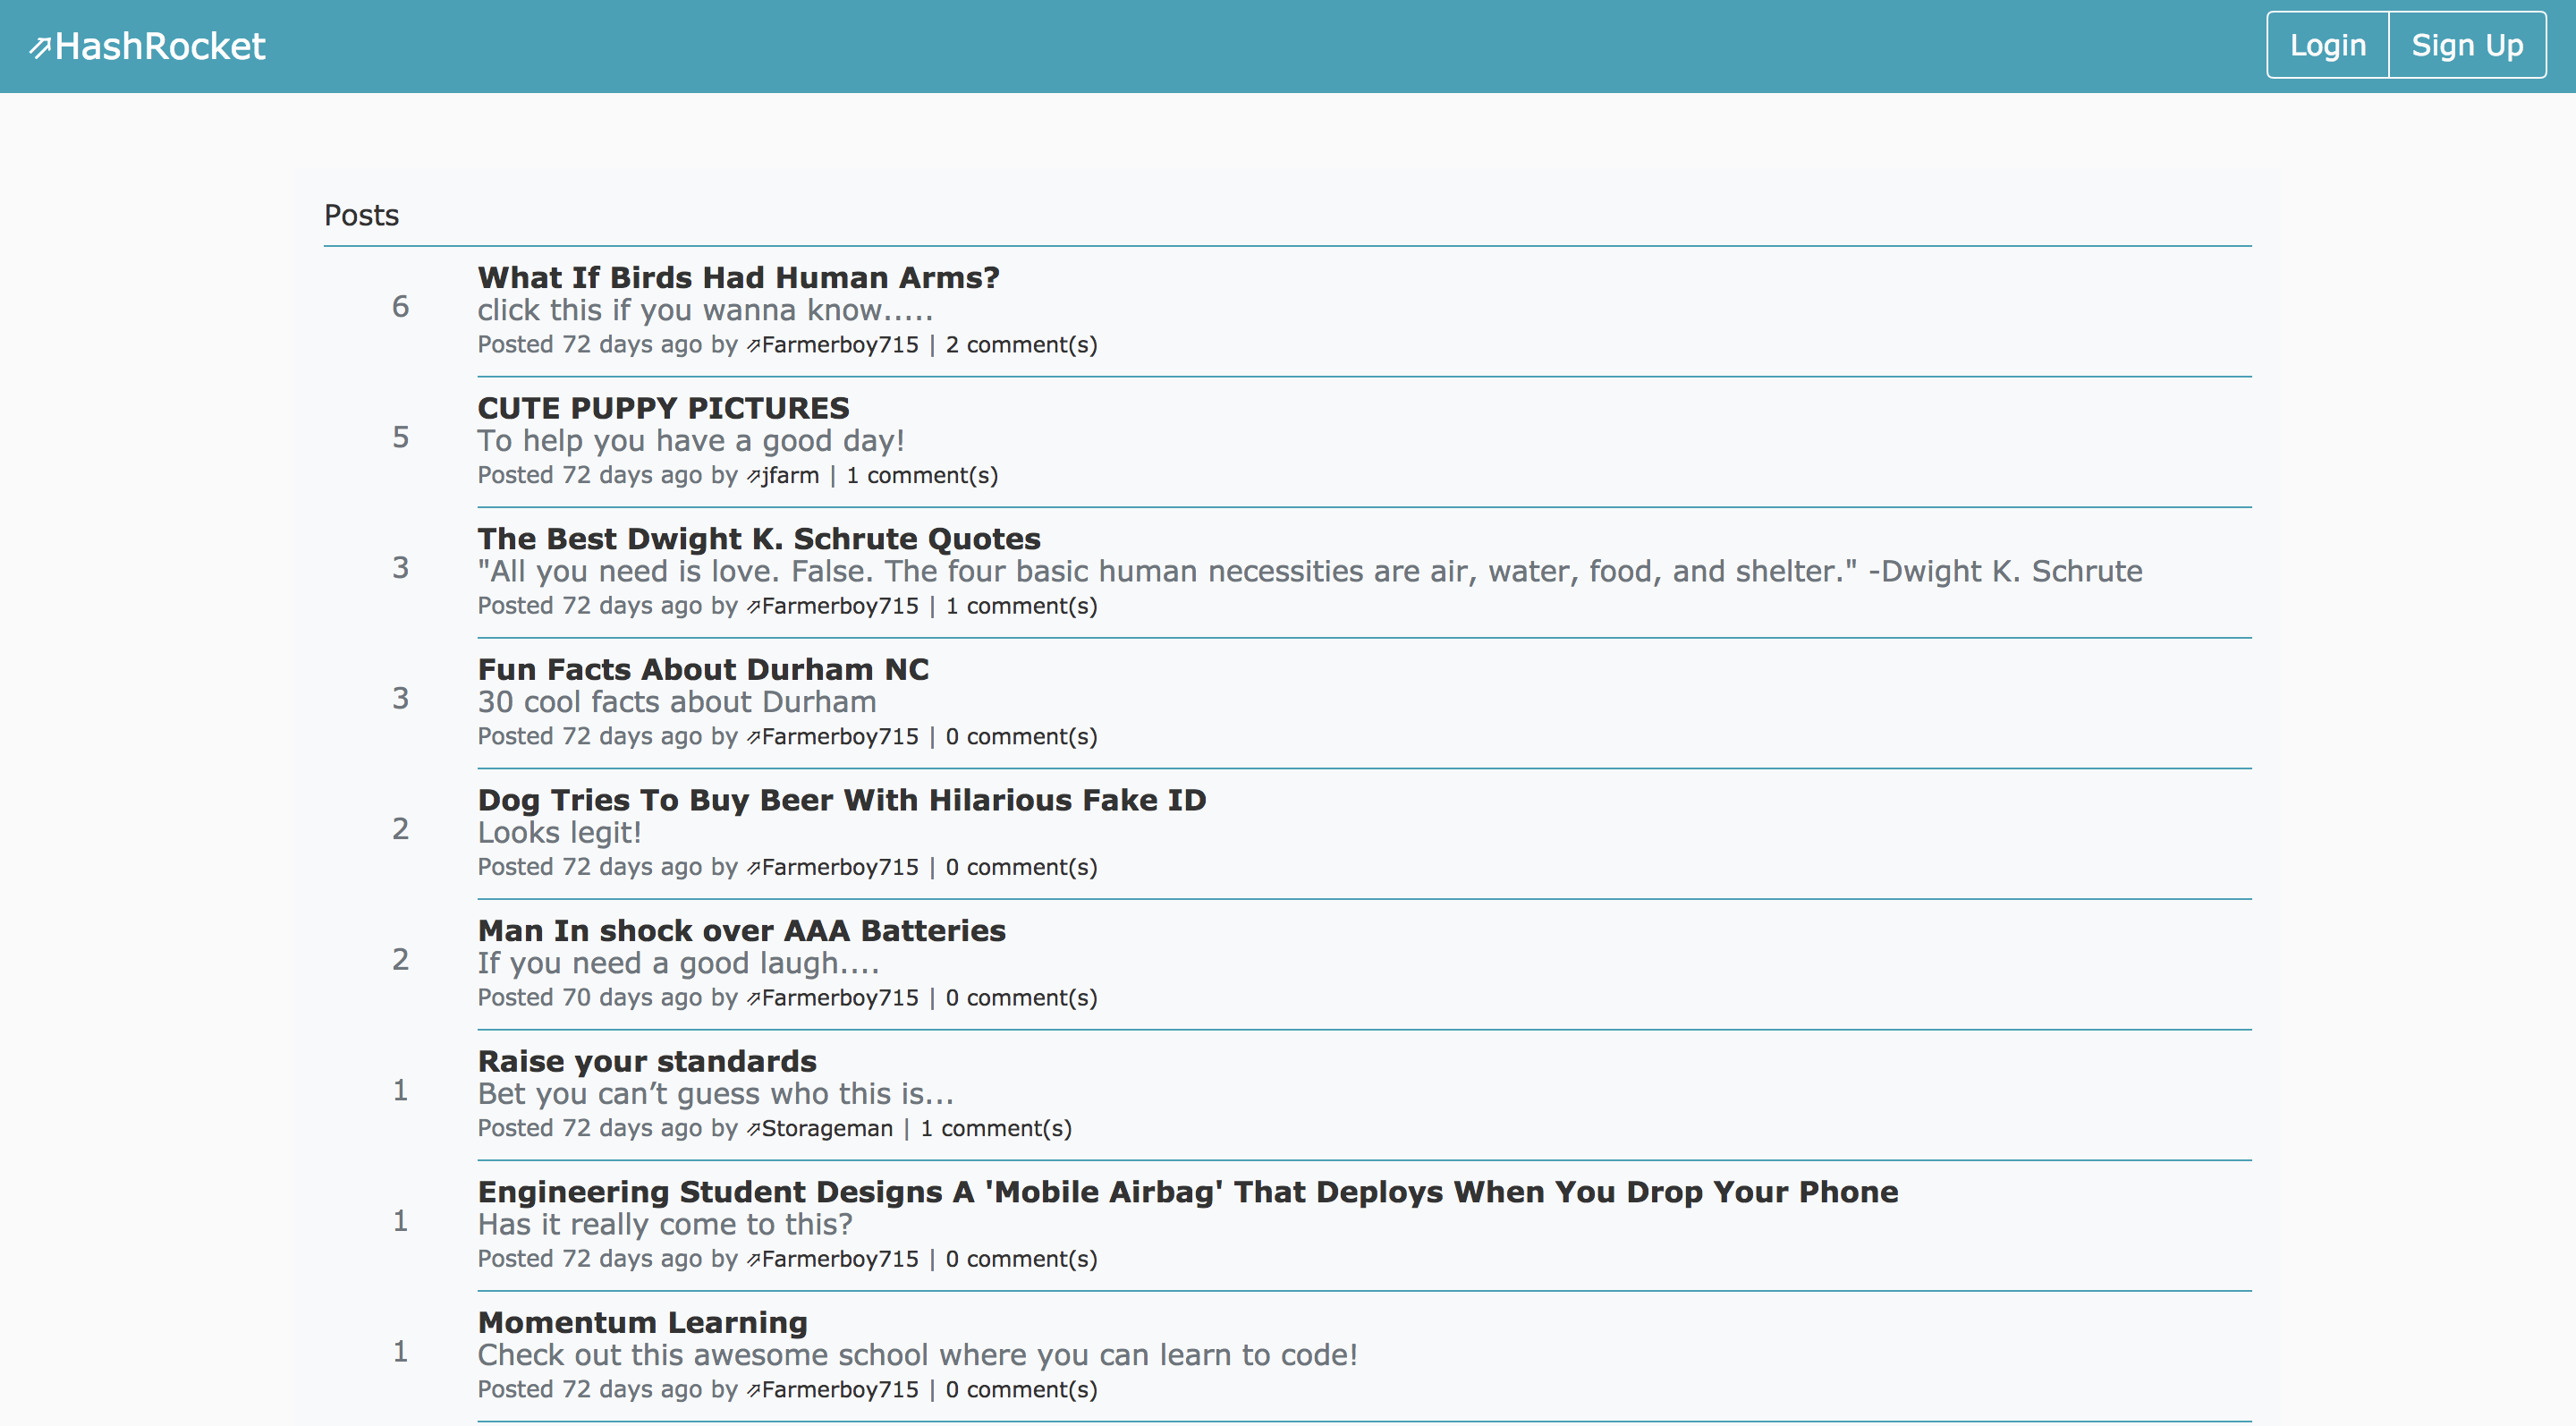 ⇗HashRocket Login Sign Up
Posts
What If Birds Had Human Arms?
6
click this if you wanna know.....
Posted 72 days ago by ⇗Farmerboy715 | 2 comment(s)
CUTE PUPPY PICTURES
5
To help you have a good day!
Posted 72 days ago by ⇗jfarm | 1 comment(s)
The Best Dwight K. Schrute Quotes
3
"All you need is love. False. The four basic human necessities are air, water, food, and shelter." -Dwight K. Schrute
Posted 72 days ago by ⇗Farmerboy715 | 1 comment(s)
Fun Facts About Durham NC
3
30 cool facts about Durham
Posted 72 days ago by ⇗Farmerboy715 | 0 comment(s)
Dog Tries To Buy Beer With Hilarious Fake ID
2
Looks legit!
Posted 72 days ago by ⇗Farmerboy715 | 0 comment(s)
Man In shock over AAA Batteries
2
If you need a good laugh....
Posted 70 days ago by ⇗Farmerboy715 | 0 comment(s)
Raise your standards
1
Bet you can’t guess who this is...
Posted 72 days ago by ⇗Storageman | 1 comment(s)
Engineering Student Designs A 'Mobile Airbag' That Deploys When You Drop Your Phone
1
Has it really come to this?
Posted 72 days ago by ⇗Farmerboy715 | 0 comment(s)
Momentum Learning
1
Check out this awesome school where you can learn to code!
Posted 72 days ago by ⇗Farmerboy715 | 0 comment(s)